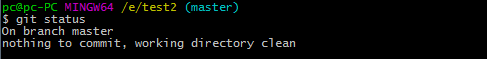 pc@pc-PC MINGW64 /e/test2 (master)
$ git status
On branch master
nothing to commit, working directory clean